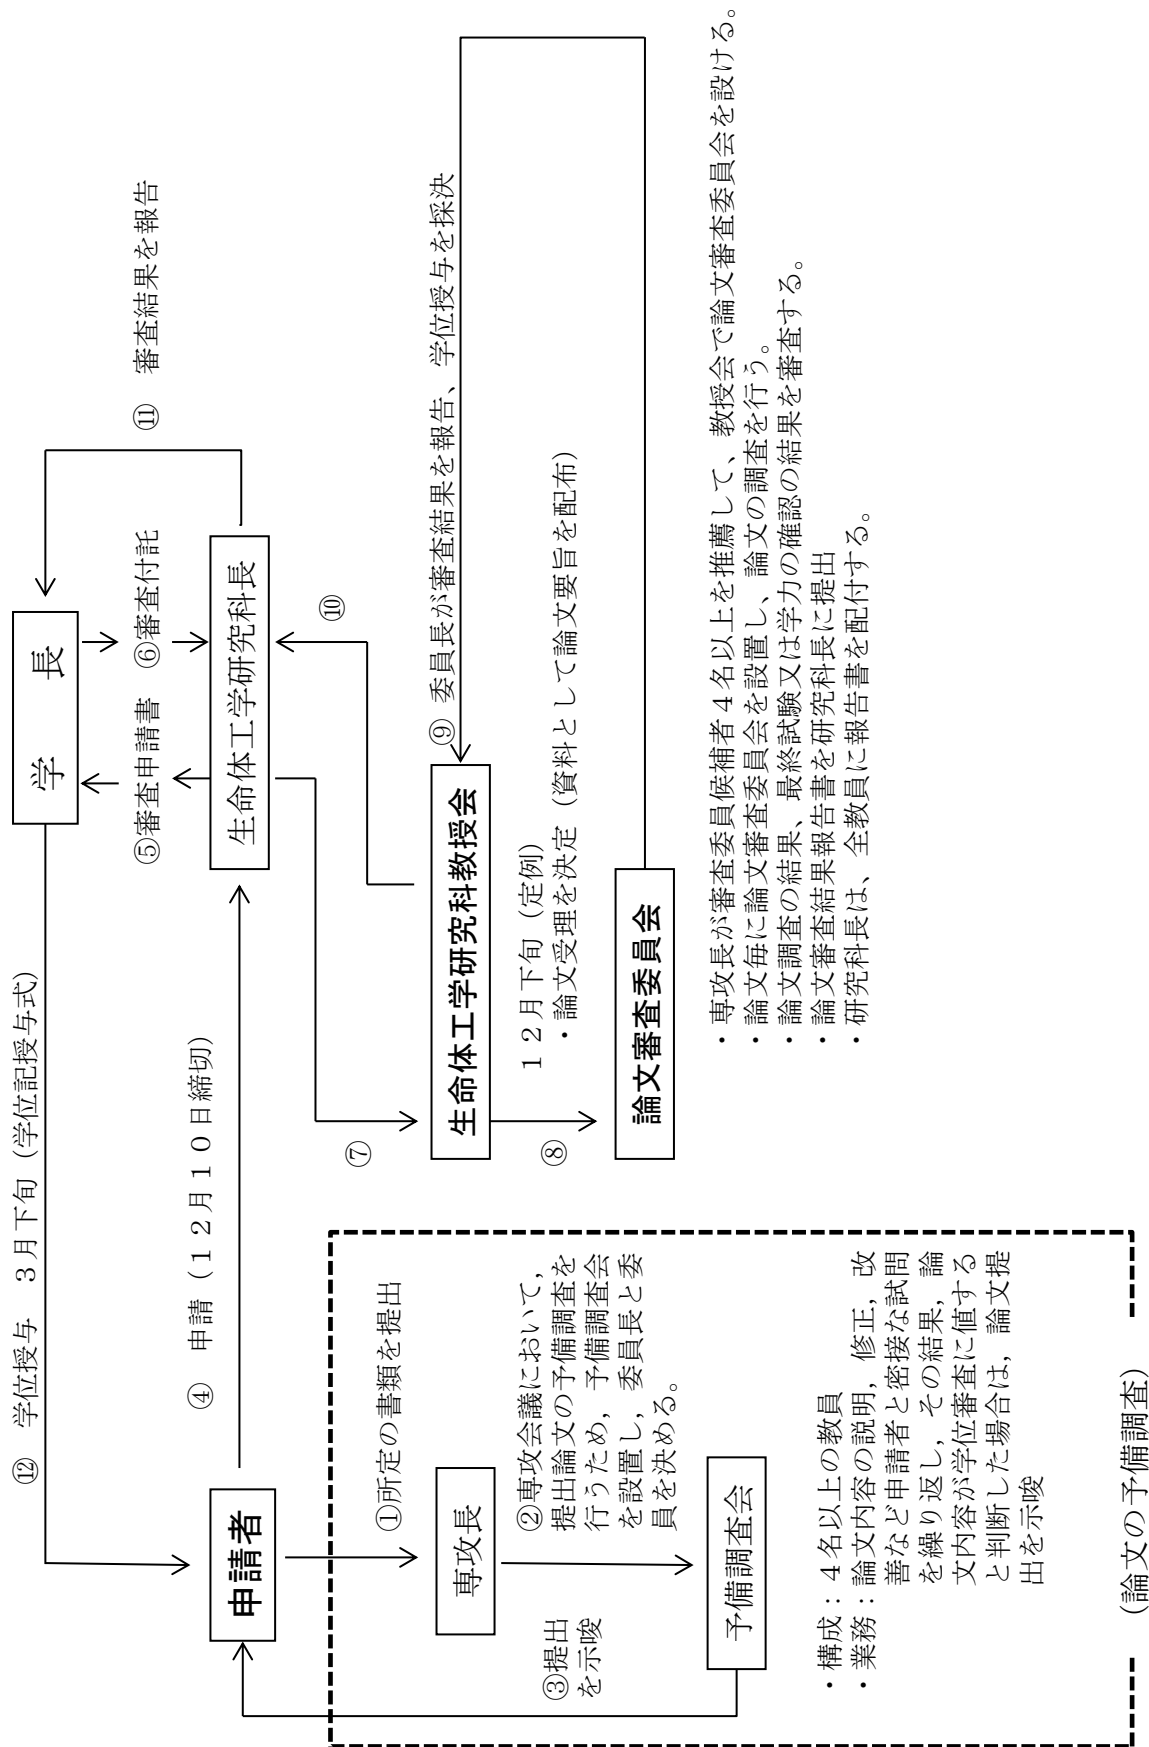 ⑫ 学位授与 3月下旬（学位記授与式）
学 長
⑤審査申請書 ⑥審査付託
⑪ 審査結果を報告
④ 申請（12月10日締切）
申請者
生命体工学研究科長
⑦
⑩
①所定の書類を提出
専攻長
生命体工学研究科教授会
⑨ 委員長が審査結果を報告、学位授与を採決
12月下旬（定例）
・論文受理を決定（資料として論文要旨を配布）
⑧
②専攻会議において，
提出論文の予備調査を
行うため，予備調査会
を設置し，委員長と委
員を決める。
③提出
を示唆
論文審査委員会
予備調査会
・専攻長が審査委員候補者４名以上を推薦して、教授会で論文審査委員会を設ける。
・論文毎に論文審査委員会を設置し、論文の調査を行う。
・論文調査の結果、最終試験又は学力の確認の結果を審査する。
・論文審査結果報告書を研究科長に提出
・研究科長は、全教員に報告書を配付する。
・構成：４名以上の教員
・業務：論文内容の説明，修正，改
善など申請者と密接な試問
を繰り返し，その結果，論
文内容が学位審査に値する
と判断した場合は，論文提
出を示唆
（論文の予備調査）